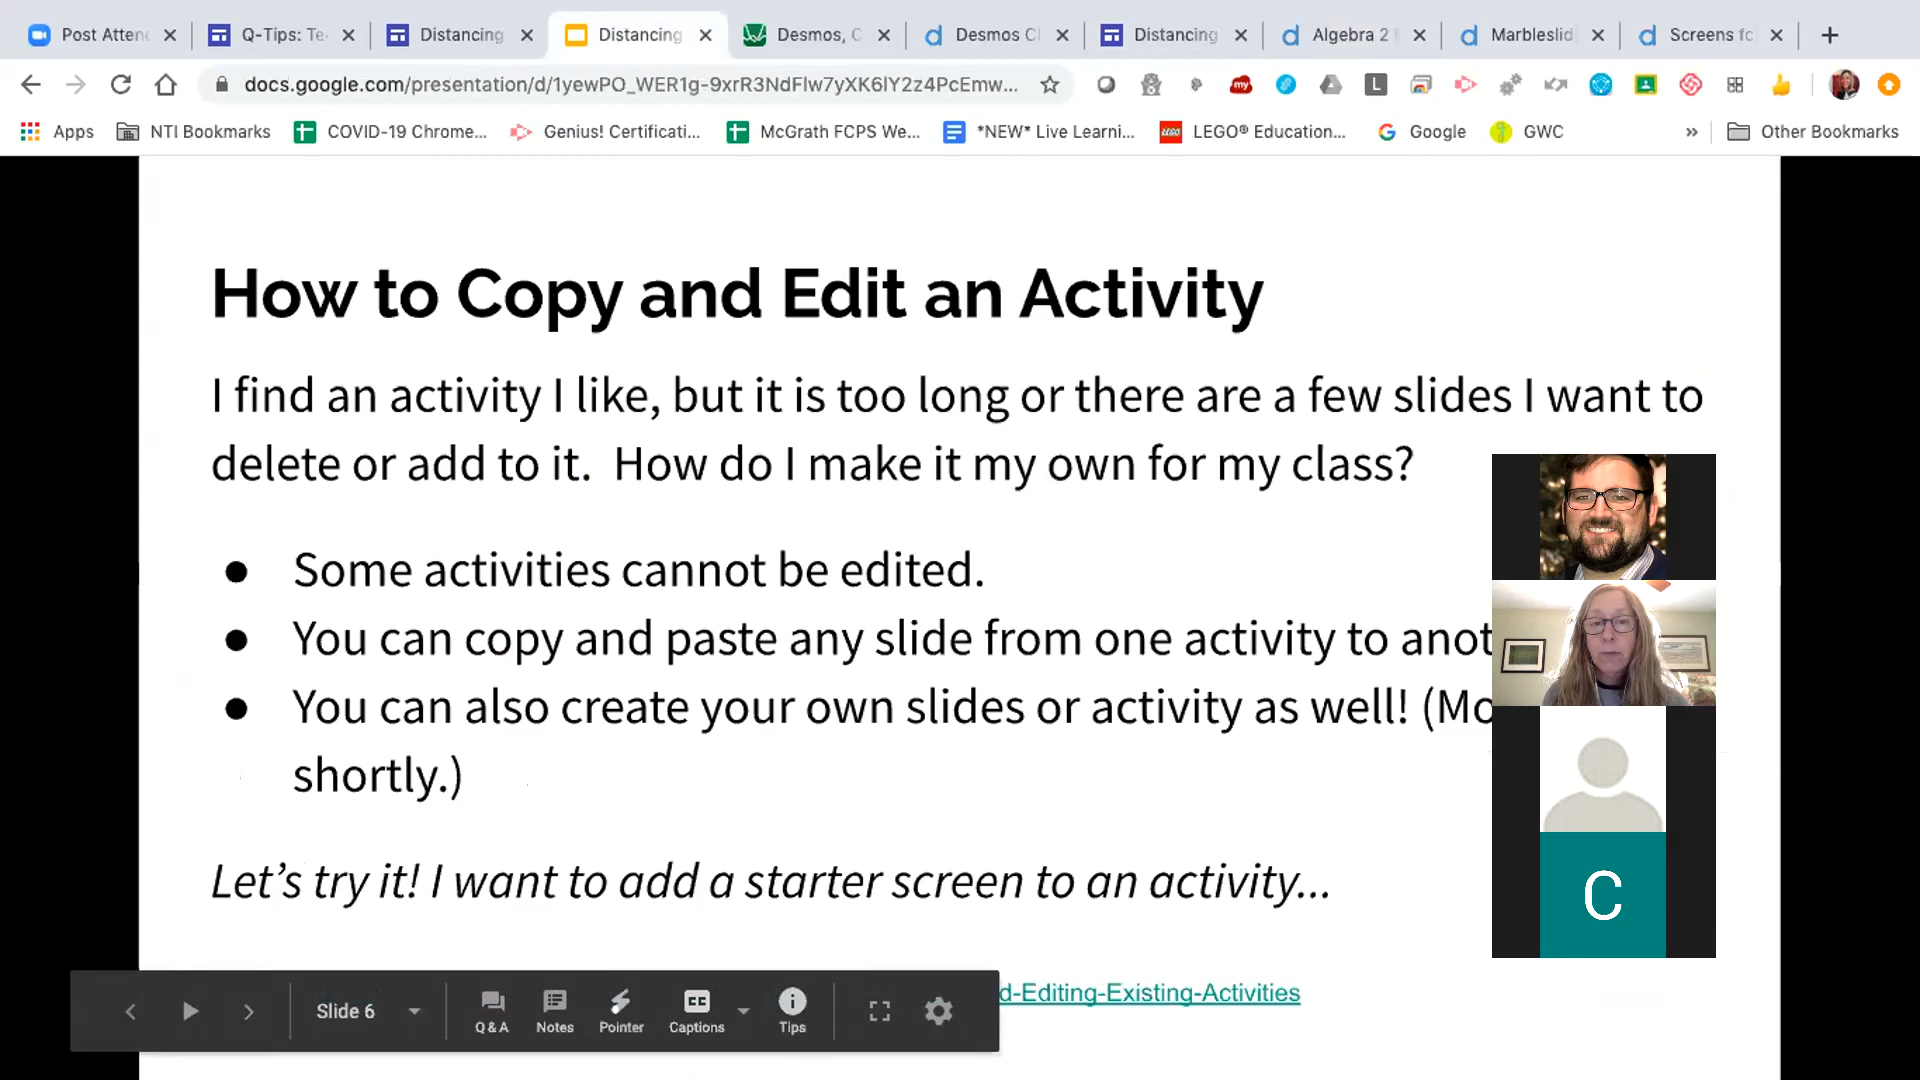 Post Atten
Q-Tips: Te
Distancing
Distancing
Desmos, C
Desmos Cl
Distancing
Algebra 2
Marbleslid
Screens fo
docs.google.com/presentation/d/1yewPO_WER1g-9xrR3NdFlw7yXK6lY2z4PcEmw...
Apps
NTI Bookmarks
COVID-19 Chrome...
Genius! Certificati...
McGrath FCPS We...
*NEW* Live Learni...
LEGO® Education...
Google
GWC
»
Other Bookmarks
How to Copy and Edit an Activity
I find an activity I like, but it is too long or there are a few slides I want to
delete or add to it. How do I make it my own for my class?
● Some activities cannot be edited.
● You can copy and paste any slide from one activity to anot
● You can also create your own slides or activity as well! (Mo
shortly.)
Let’s try it! I want to add a starter screen to an activity...
C
d-Editing-Existing-Activities
Slide 6
Q&A
Notes
Pointer
Captions
Tips